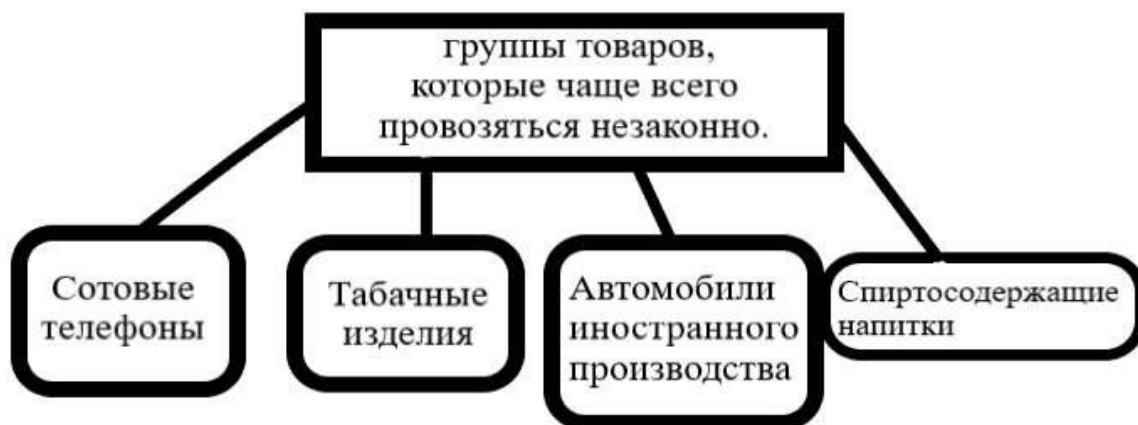 группы товаров,
которые чаще всего
провозяться незаконно.
Сотовые
телефоны
Табачные
изделия
Автомобили
иностранного
производства
Спиртосодержащие
напитки